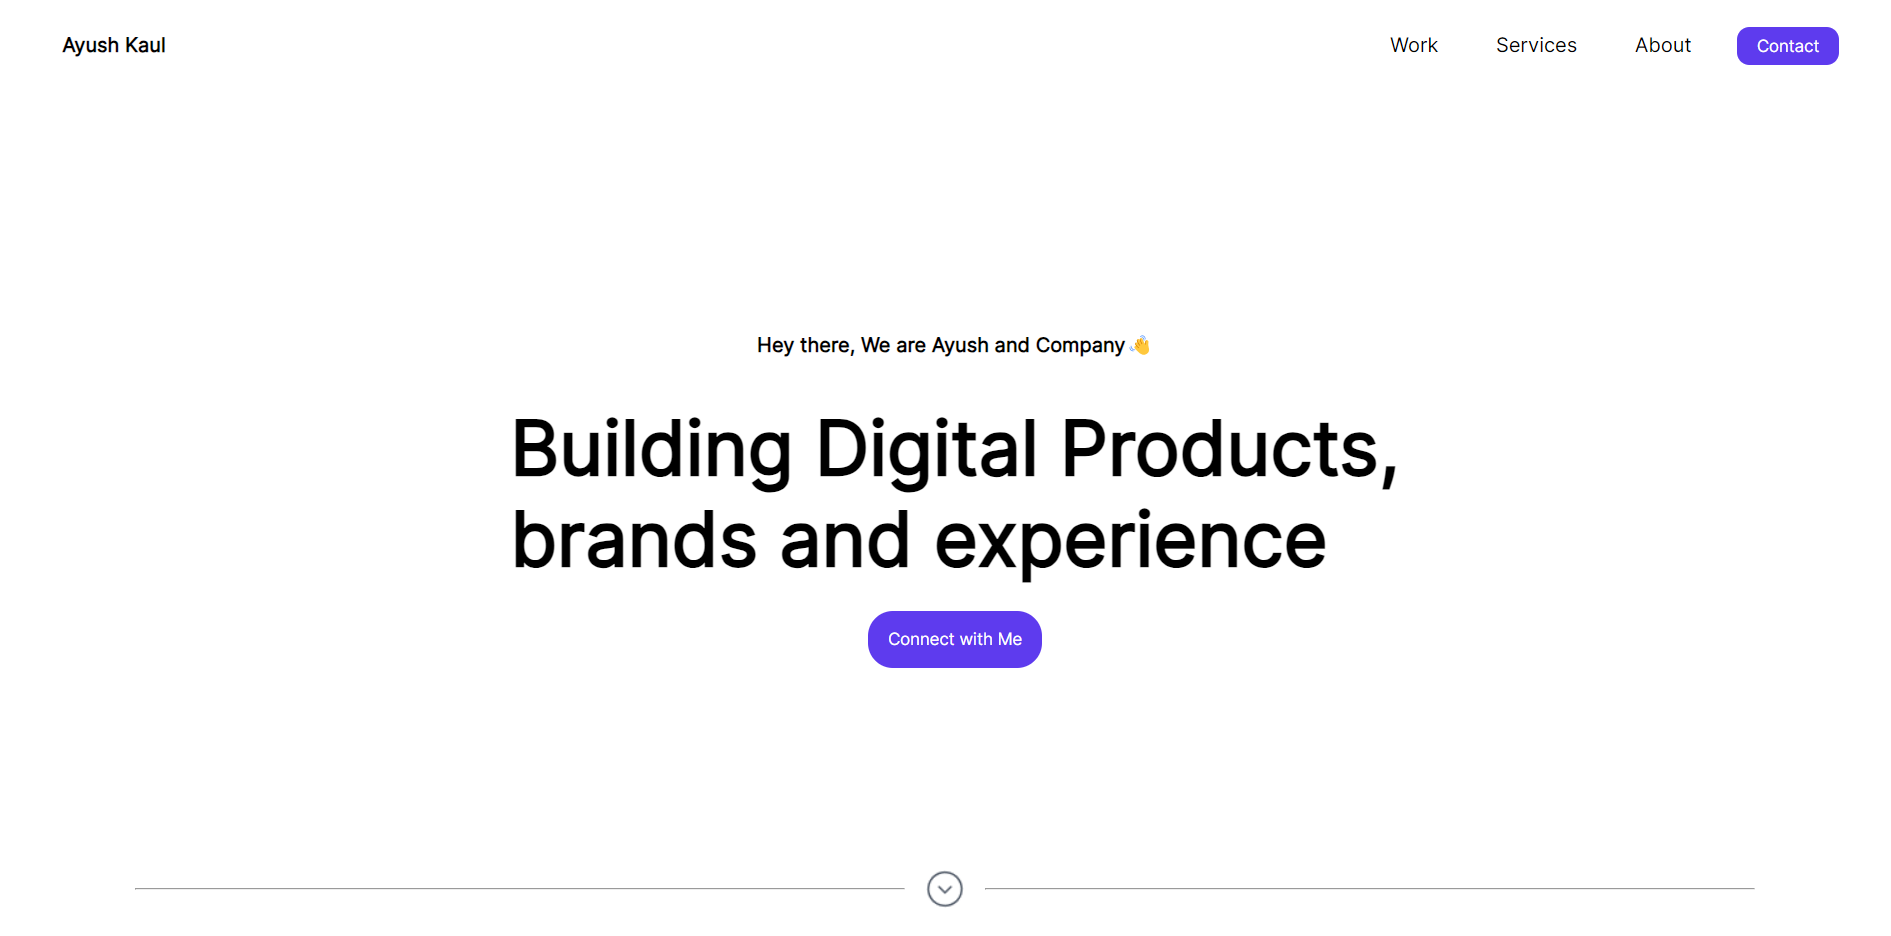 Ayush Kaul
Work
Services
About
Contact
Hey there, We are Ayush and Company 👋
Building Digital Products,
brands and experience
Connect with Me